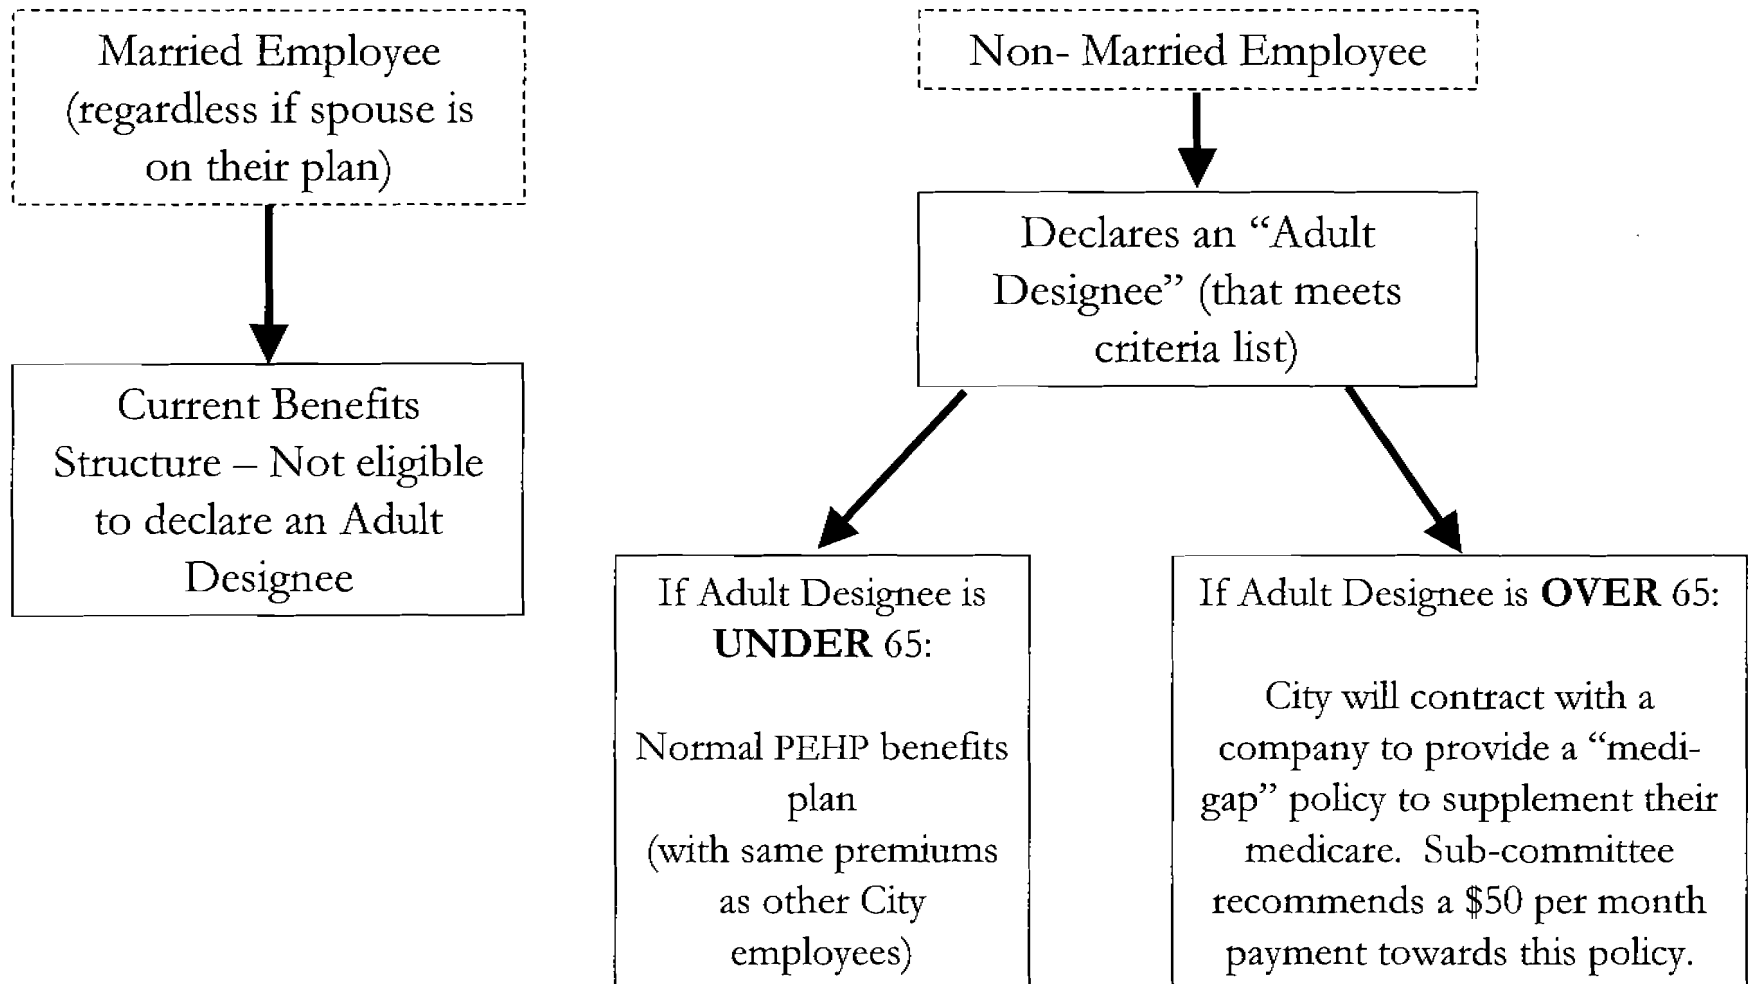 Married Employee
(regardless if spouse is
on their plan)
Current Benefits
Structure – Not eligible
to declare an Adult
Designee
Non- Married Employee
Declares an “Adult
Designee” (that meets
criteria list)
If Adult Designee is
UNDER 65:
Normal PEHP benefits
plan
(with same premiums
as other City
employees)
If Adult Designee is OVER 65:
City will contract with a
company to provide a “medi-
gap” policy to supplement their
medicare. Sub-committee
recommends a $50 per month
payment towards this policy.